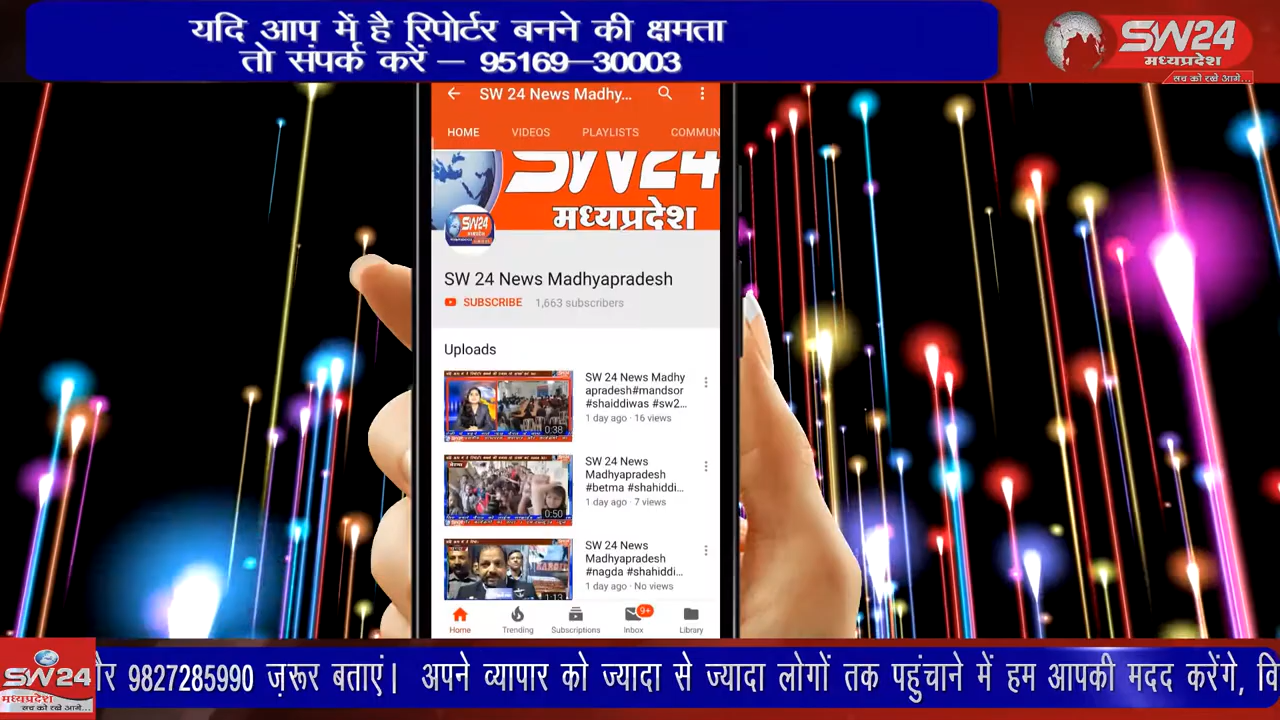 यदि आप में है रिपोर्टर बनने की क्षमता
तो संपर्क करें – 95169–30003
SW24
मध्यप्रदेश
सच को रखे आगे...
SW 24 News Madhy...
HOME VIDEOS PLAYLISTS COMMUN
SW24
मध्यप्रदेश
SW24
SW 24 News Madhyapradesh
SUBSCRIBE 1,663 subscribers
Uploads
SW 24 News Madhy
apradesh#mandsor
#shaiddiwas #sw2...
1 day ago · 16 views
0:38
SW 24 News
Madhyapradesh
#betma #shahiddi...
1 day ago · 7 views
0:50
SW 24 News
Madhyapradesh
#nagda #shahiddi...
1 day ago · No views
1:13
9+
Home Trending Subscriptions Inbox Library
SW24
मध्यप्रदेश
सच को रखे आगे...
र 9827285990 ज़रूर बताएं। अपने व्यापार को ज्यादा से ज्यादा लोगों तक पहुंचाने में हम आपकी मदद करेंगे, वि